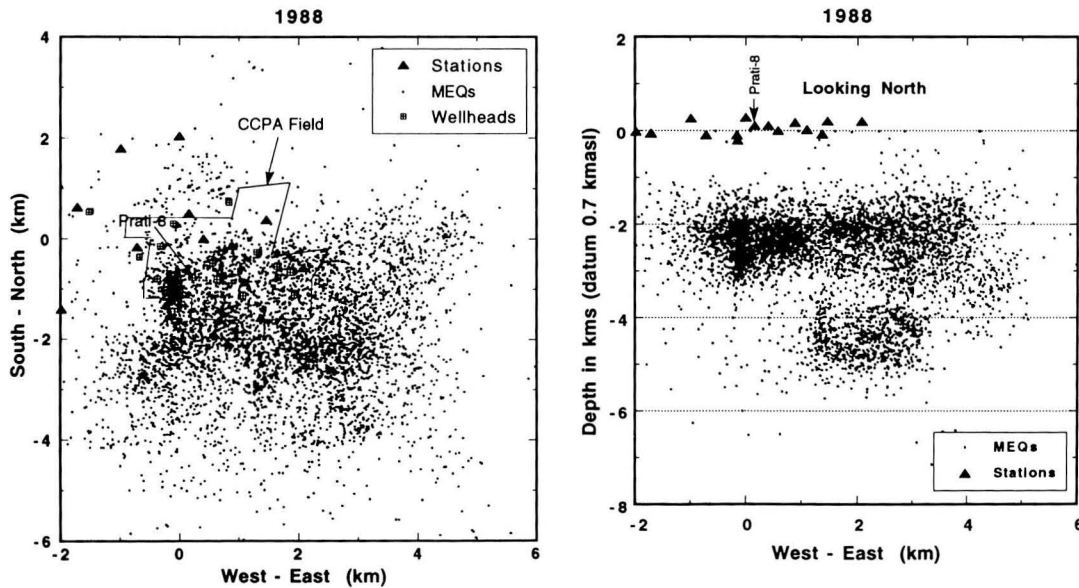 1988
4
2
0
-2
-4
-6
-2
0
2
4
6
South - North (km)
West - East (km)
Stations
MEQs
Wellheads
CCPA Field
Prati-8
1988
2
0
-2
-4
-6
-8
-2
0
2
4
6
Depth in kms (datum 0.7 kmasl)
West - East (km)
Prati-8
Looking North
MEQs
Stations